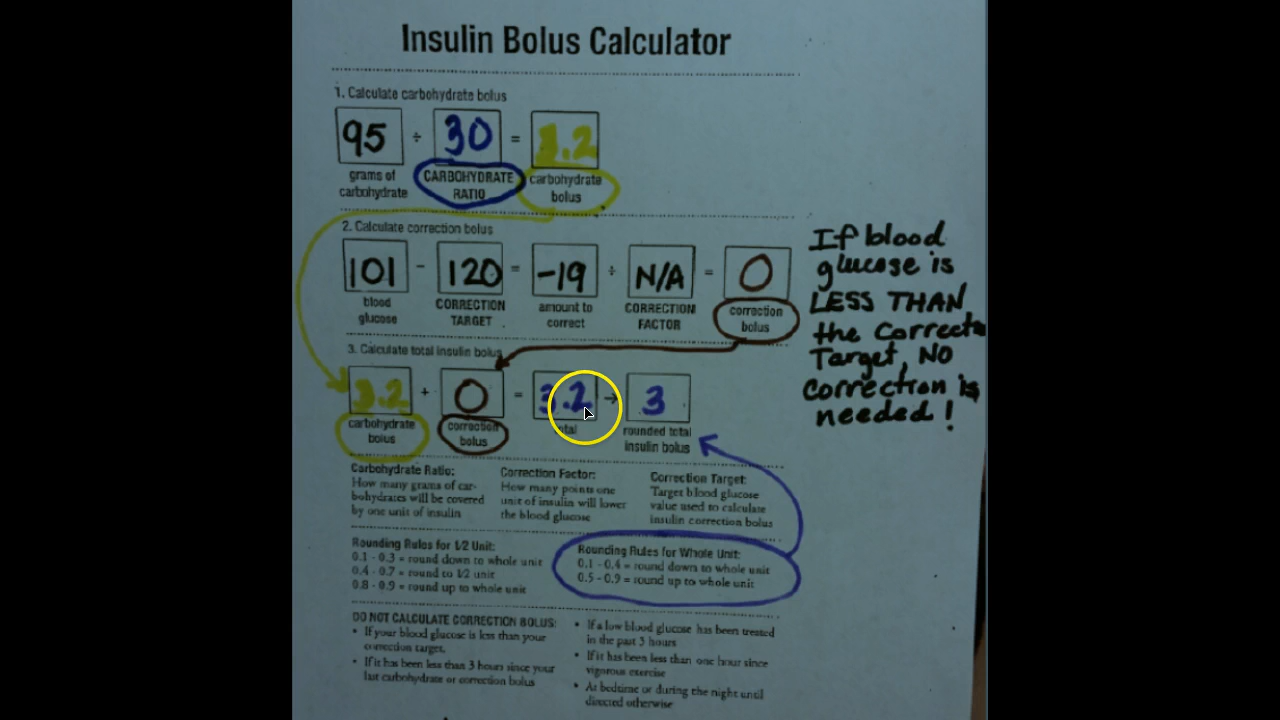 Insulin Bolus Calculator
1. Calculate carbohydrate bolus
95 ÷ 30 = 3.2
grams of carbohydrate
CARBOHYDRATE RATIO
carbohydrate bolus
2. Calculate correction bolus
101 - 120 = -19 ÷ N/A = 0
blood glucose
CORRECTION TARGET
amount to correct
CORRECTION FACTOR
correction bolus
If blood
glucose is
LESS THAN
the Correct
Target, NO
Correction is
needed!
3. Calculate total insulin bolus
3.2 + 0 = 3.2 → 3
carbohydrate bolus
correction bolus
total
rounded total insulin bolus
Carbohydrate Ratio:
How many grams of car-
bohydrates will be covered
by one unit of insulin
Correction Factor:
How many points one
unit of insulin will lower
the blood glucose
Correction Target:
Target blood glucose
value used to calculate
insulin correction bolus
Rounding Rules for 1/2 Unit:
0.1 - 0.3 = round down to whole unit
0.4 - 0.7 = round to 1/2 unit
0.8 - 0.9 = round up to whole unit
Rounding Rules for Whole Unit:
0.1 - 0.4 = round down to whole unit
0.5 - 0.9 = round up to whole unit
DO NOT CALCULATE CORRECTION BOLUS:
• If your blood glucose is less than your
correction target.
• If it has been less than 3 hours since your
last carbohydrate or correction bolus
• If a low blood glucose has been treated
in the past 3 hours
• If it has been less than one hour since
vigorous exercise
• At bedtime or during the night until
directed otherwise